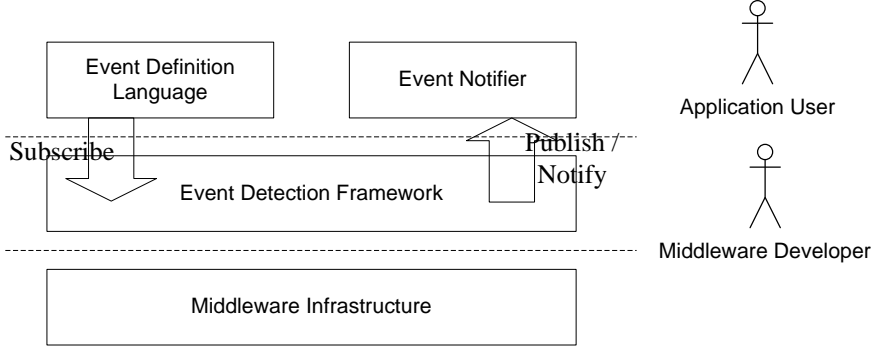 Event Definition
Language
Event Notifier
Application User
Subscribe
Publish /
Notify
Event Detection Framework
Middleware Developer
Middleware Infrastructure